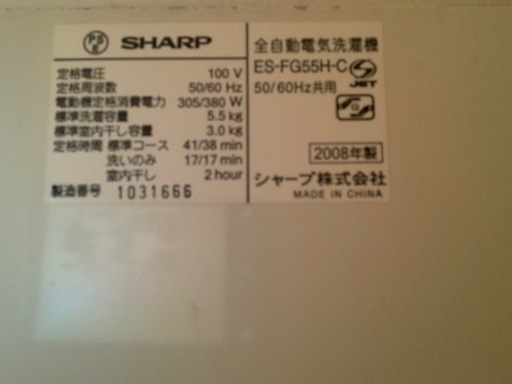 PS E SHARP
定格電圧 100 V
定格周波数 50/60 Hz
電動機定格消費電力 305/380 W
標準洗濯容量 5.5 kg
標準室内干し容量 3.0 kg
定格時間 標準コース 41/38 min
洗いのみ 17/17 min
室内干し 2 hour
製造番号 1031666
全自動電気洗濯機
ES-FG55H-C
JET
50/60Hz共用
2008年製
シャープ株式会社
MADE IN CHINA